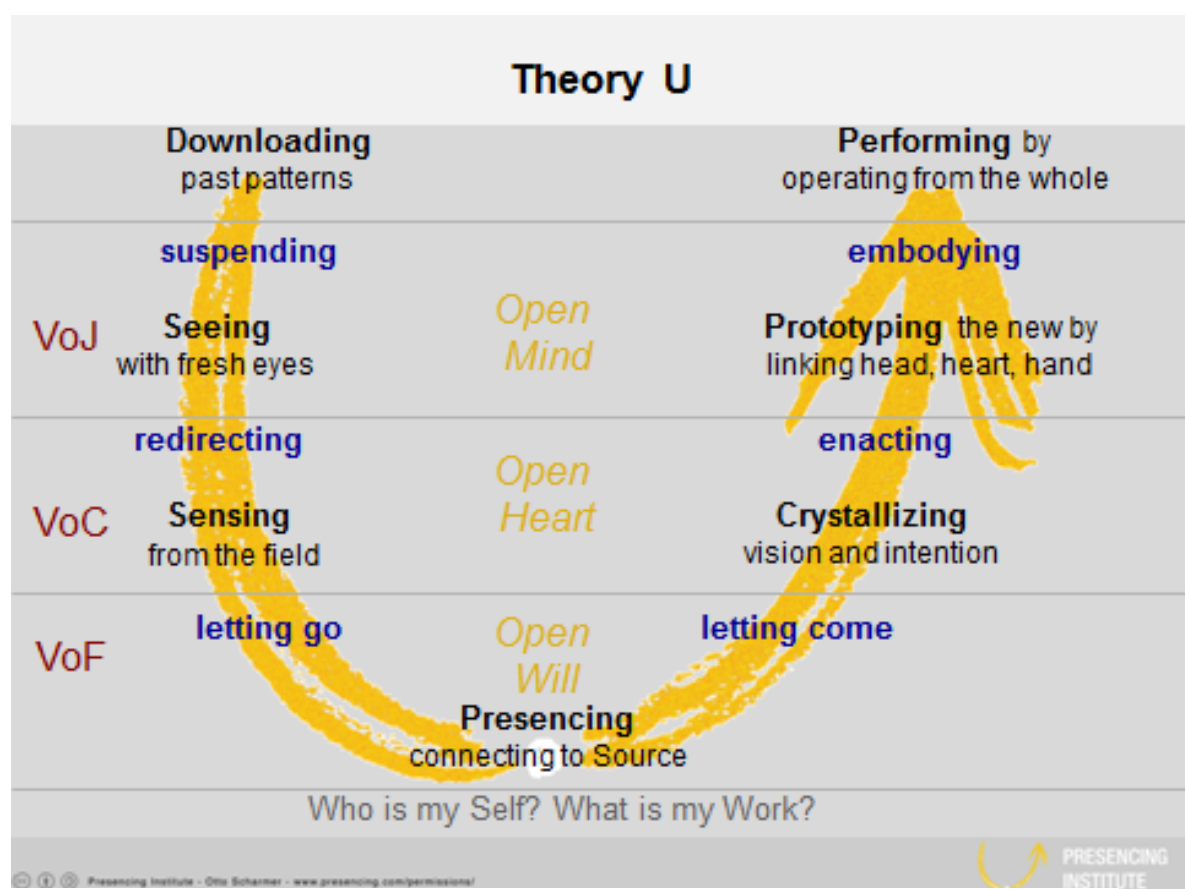 Theory U
Downloading
past patterns
Performing by
operating from the whole
suspending
embodying
VoJ
Seeing
with fresh eyes
Open
Mind
Prototyping the new by
linking head, heart, hand
redirecting
enacting
VoC
Sensing
from the field
Open
Heart
Crystallizing
vision and intention
letting go
letting come
VoF
Open
Will
Presencing
connecting to Source
Who is my Self? What is my Work?
Presencing Institute - Otto Scharmer - www.presencing.com/permissions/
PRESENCING
INSTITUTE